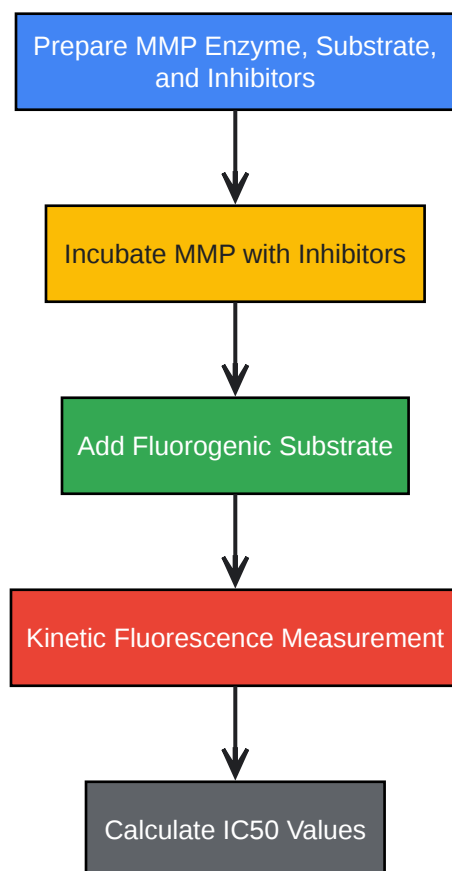 Prepare MMP Enzyme, Substrate,
and Inhibitors
Incubate MMP with Inhibitors
Add Fluorogenic Substrate
Kinetic Fluorescence Measurement
Calculate IC50 Values